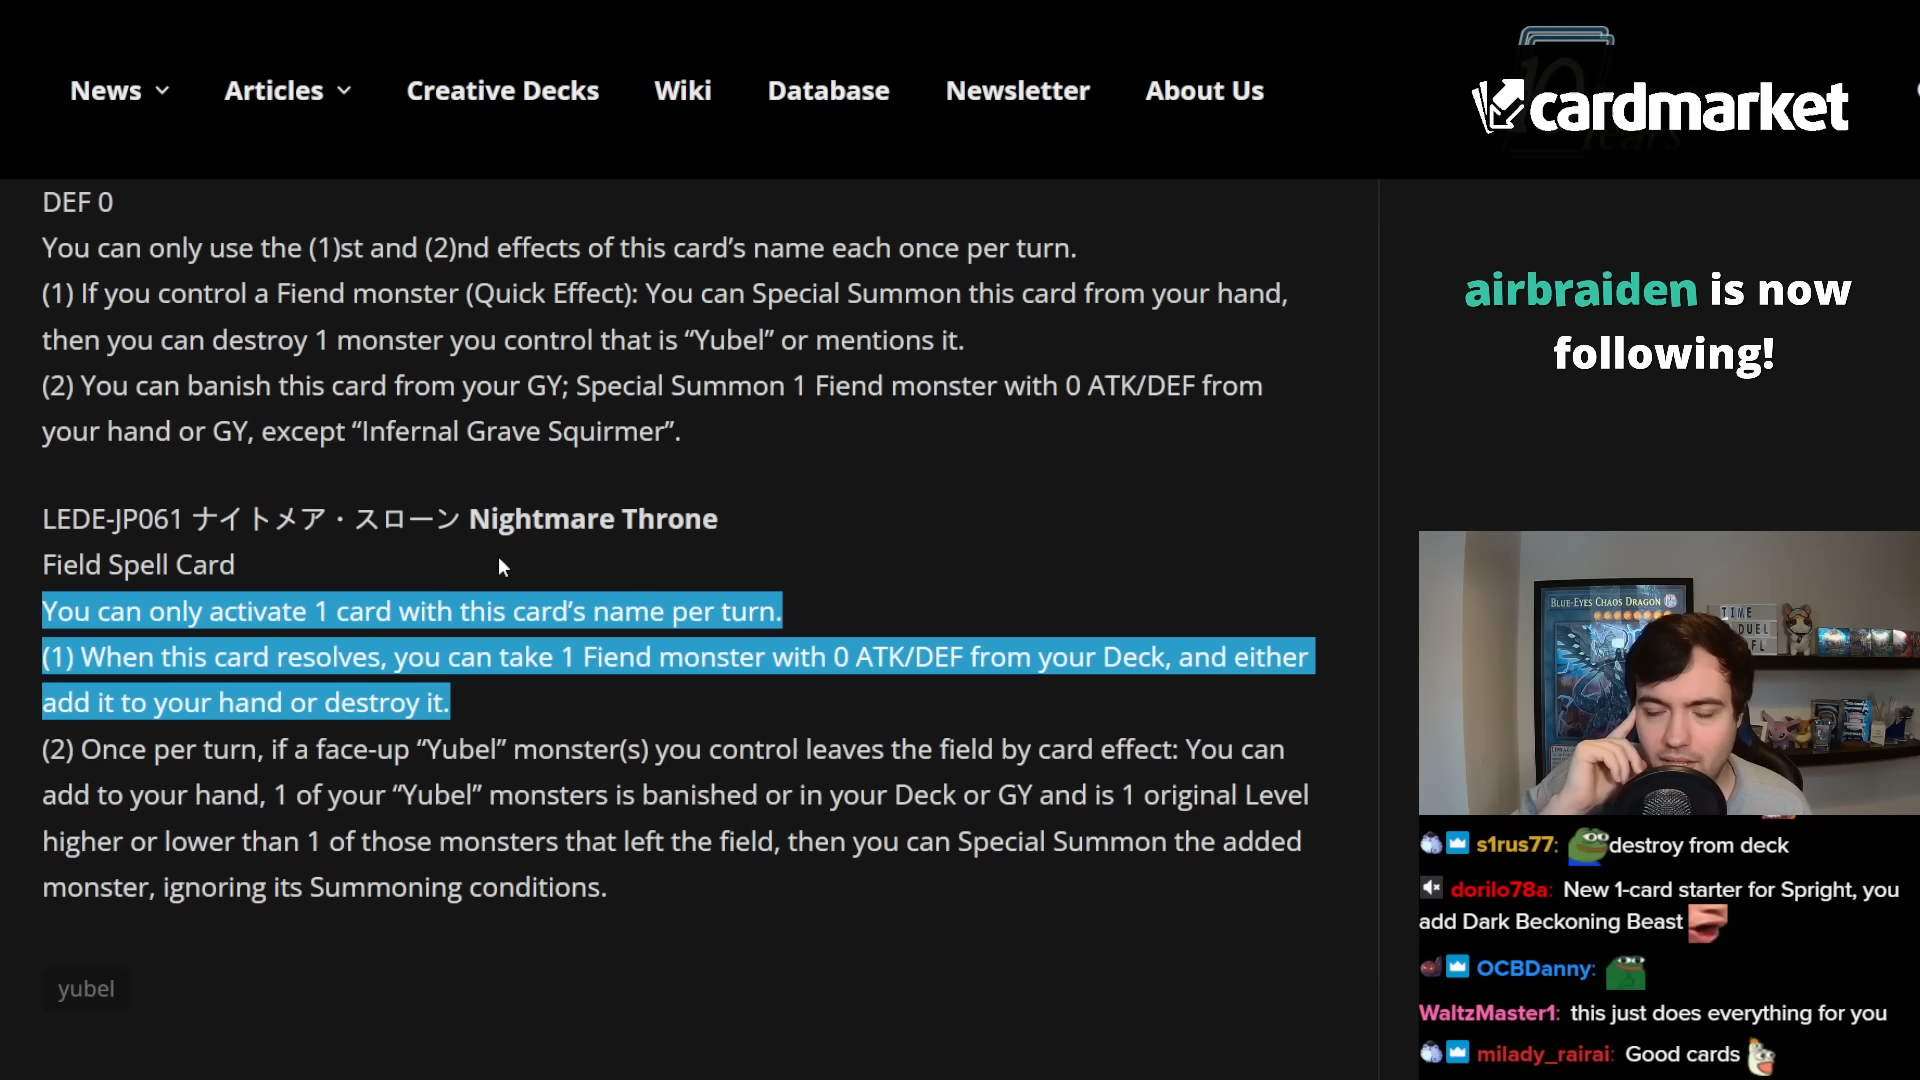 News
Articles
Creative Decks
Wiki
Database
Newsletter
About Us
cardmarket
DEF 0
You can only use the (1)st and (2)nd effects of this card’s name each once per turn.
(1) If you control a Fiend monster (Quick Effect): You can Special Summon this card from your hand,
then you can destroy 1 monster you control that is “Yubel” or mentions it.
(2) You can banish this card from your GY; Special Summon 1 Fiend monster with 0 ATK/DEF from
your hand or GY, except “Infernal Grave Squirmer”.
LEDE-JP061 ナイトメア・スローン Nightmare Throne
Field Spell Card
You can only activate 1 card with this card’s name per turn.
(1) When this card resolves, you can take 1 Fiend monster with 0 ATK/DEF from your Deck, and either
add it to your hand or destroy it.
(2) Once per turn, if a face-up “Yubel” monster(s) you control leaves the field by card effect: You can
add to your hand, 1 of your “Yubel” monsters is banished or in your Deck or GY and is 1 original Level
higher or lower than 1 of those monsters that left the field, then you can Special Summon the added
monster, ignoring its Summoning conditions.
yubel
airbraiden is now
following!
BLUE-EYES CHAOS DRAGON
TIME
DUEL
s1rus77: destroy from deck
dorilo78a: New 1-card starter for Spright, you
add Dark Beckoning Beast
OCBDanny:
WaltzMaster1: this just does everything for you
milady_rairai: Good cards